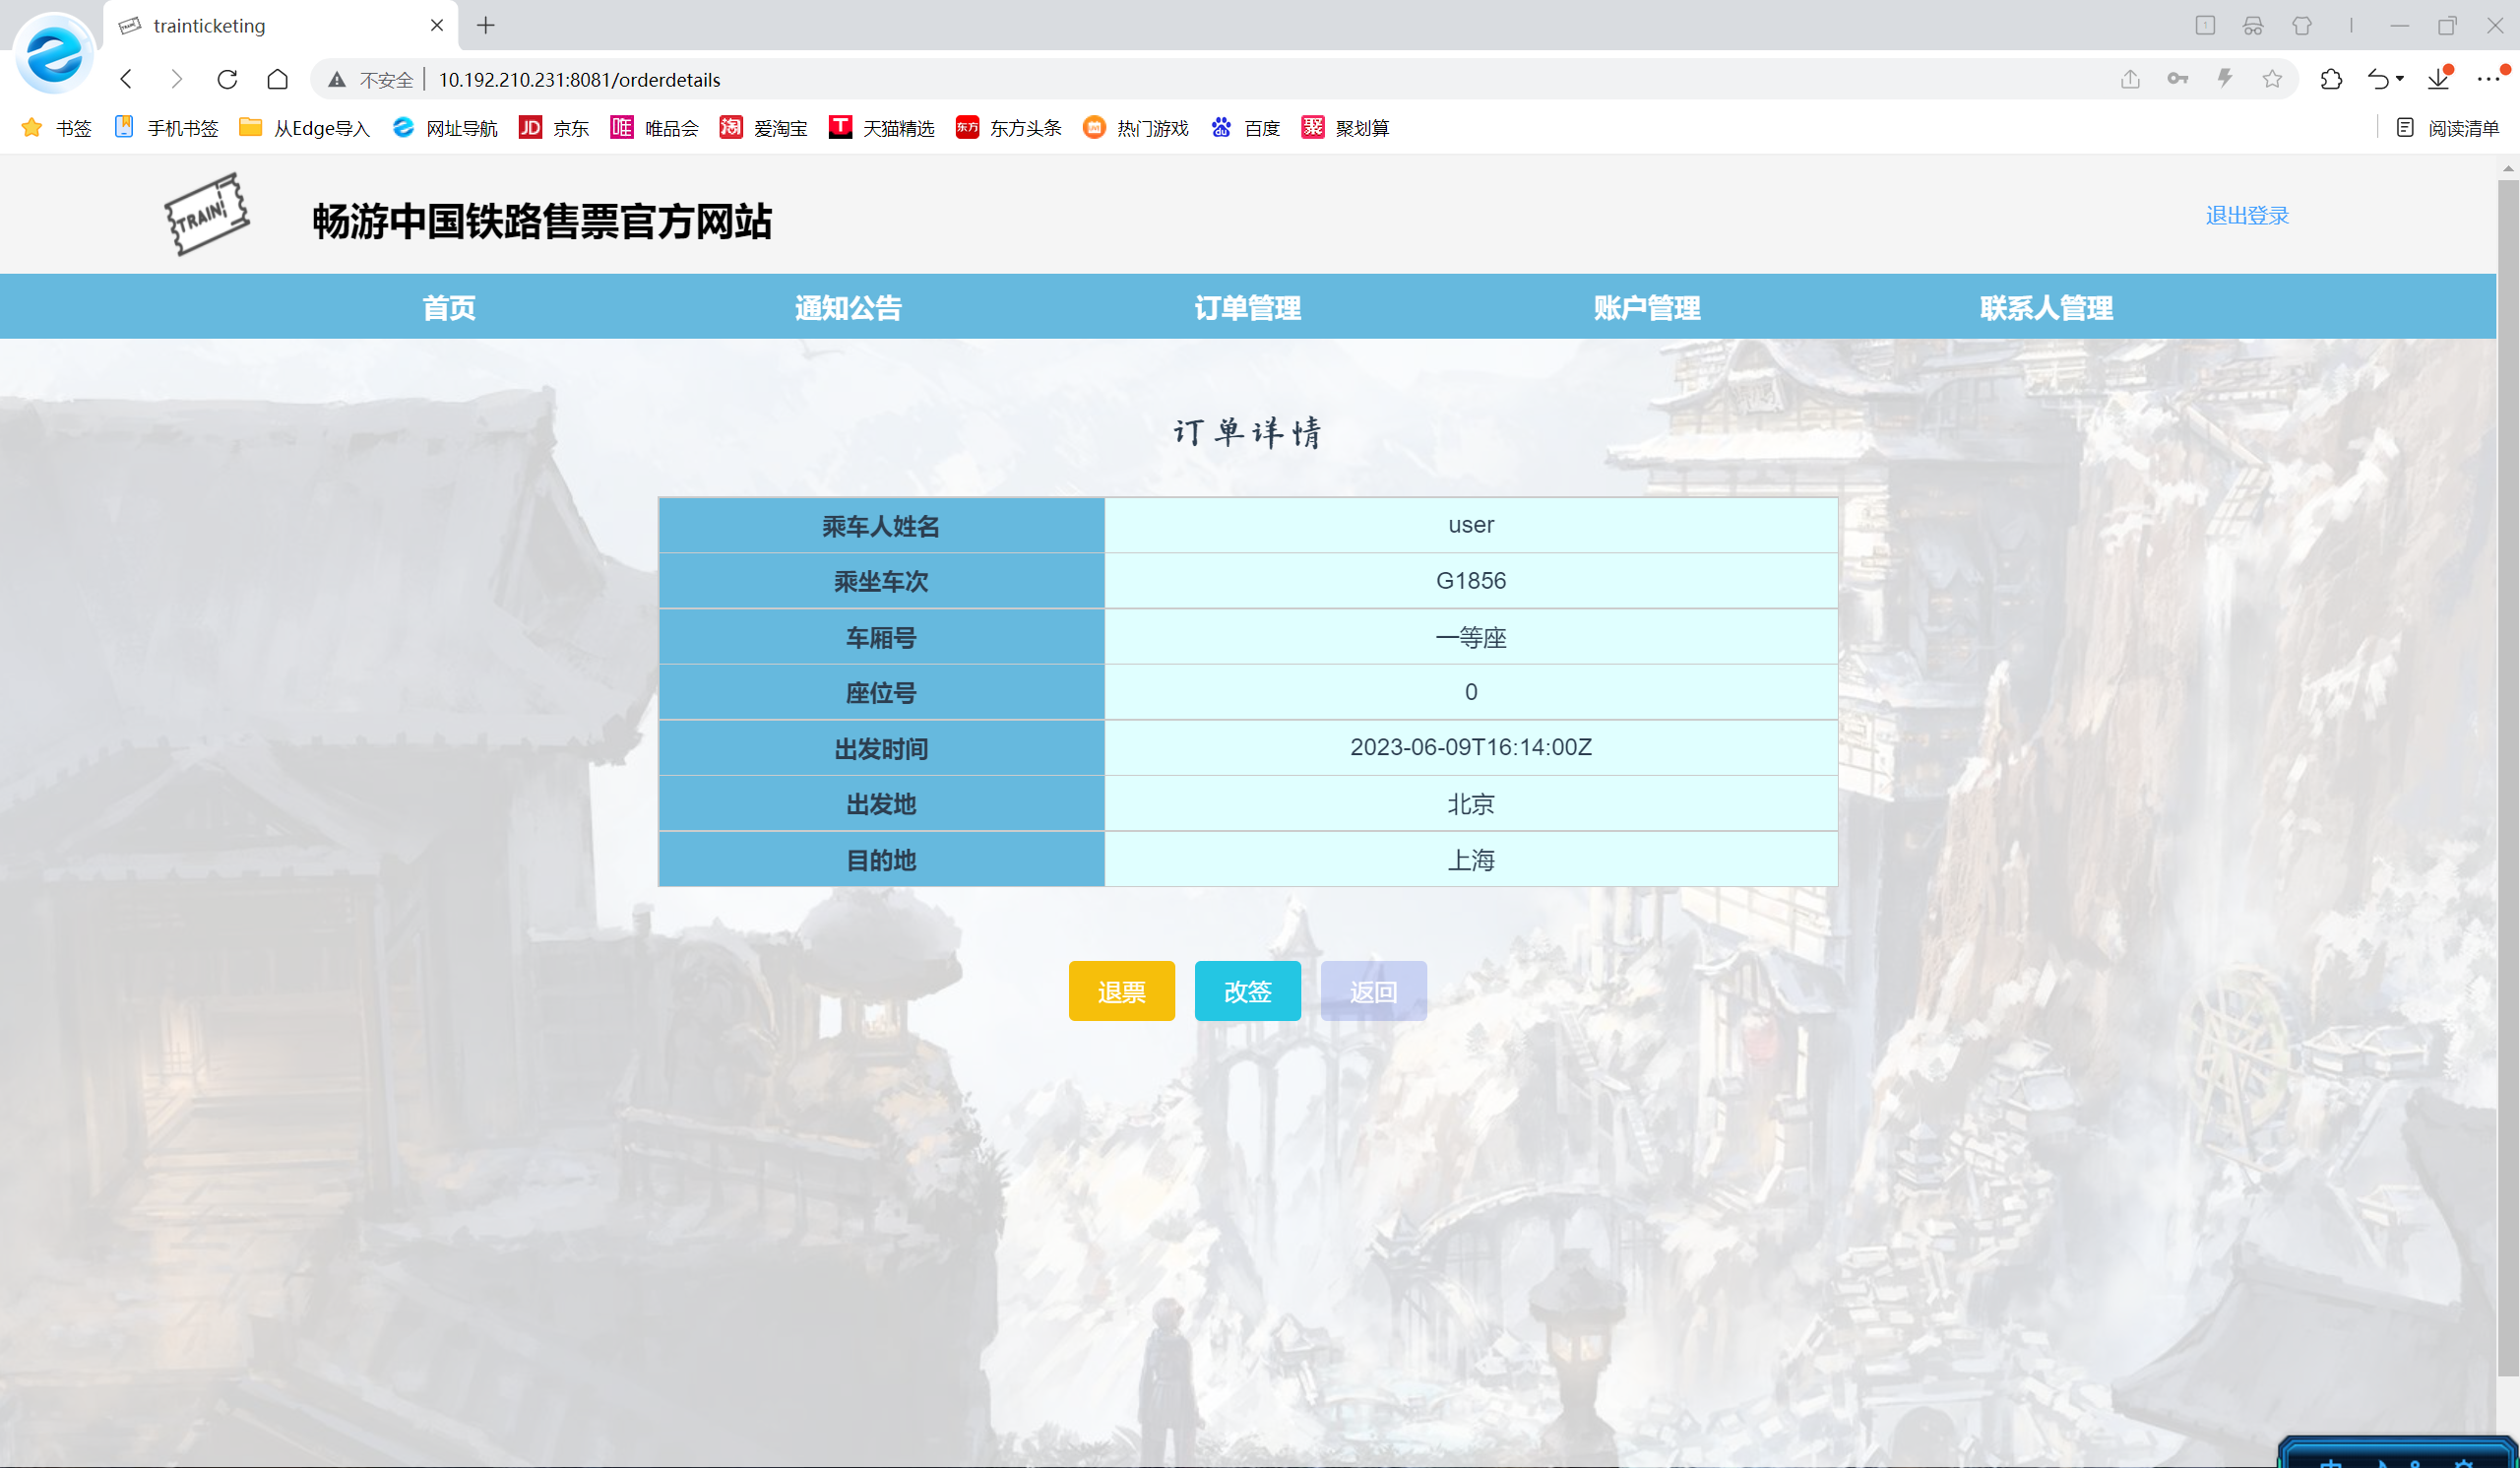 trainticketing
不安全 10.192.210.231:8081/orderdetails
书签 手机书签 从Edge导入 网址导航 JD 京东 唯 唯品会 淘 爱淘宝 T 天猫精选 东方 东方头条 热门游戏 百度 聚 聚划算 阅读清单
TRAIN! 畅游中国铁路售票官方网站 退出登录
首页 通知公告 订单管理 账户管理 联系人管理
订单详情
乘车人姓名 user
乘坐车次 G1856
车厢号 一等座
座位号 0
出发时间 2023-06-09T16:14:00Z
出发地 北京
目的地 上海
退票 改签 返回